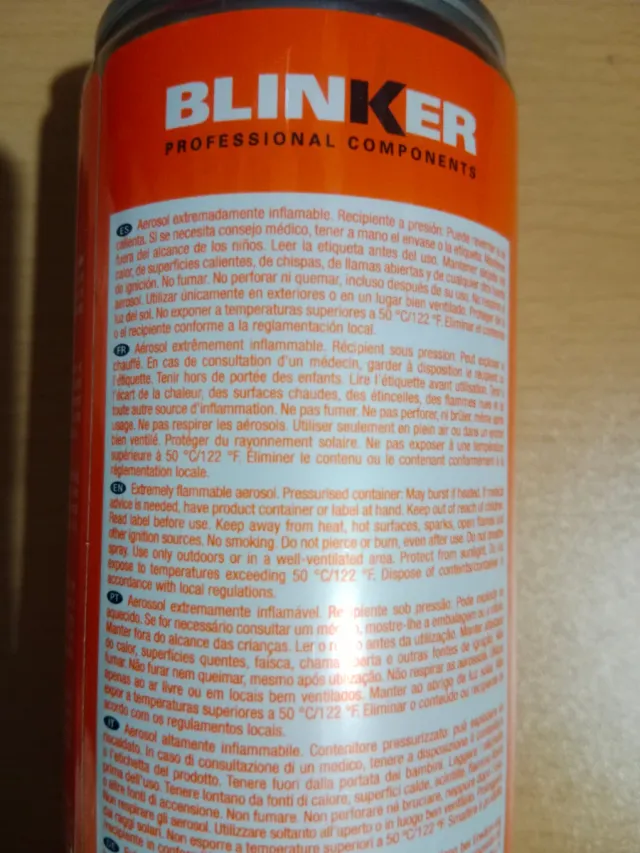 BLINKER
PROFESSIONAL COMPONENTS
ES Aerosol extremadamente inflamable. Recipiente a presión: Puede reventar si se
calienta. Si se necesita consejo médico, tener a mano el envase o la etiqueta. Mantener
fuera del alcance de los niños. Leer la etiqueta antes del uso. Mantener alejado del
calor, de superficies calientes, de chispas, de llamas abiertas y de cualquier otra fuente
de ignición. No fumar. No perforar ni quemar, incluso después de su uso. No respirar el
aerosol. Utilizar únicamente en exteriores o en un lugar bien ventilado. Proteger de la
luz del sol. No exponer a temperaturas superiores a 50 °C/122 °F. Eliminar el contenido
o el recipiente conforme a la reglamentación local.
FR Aérosol extrêmement inflammable. Récipient sous pression: Peut exploser si
chauffé. En cas de consultation d'un médecin, garder à disposition le récipient ou
l'étiquette. Tenir hors de portée des enfants. Lire l'étiquette avant utilisation. Tenir à
l'écart de la chaleur, des surfaces chaudes, des étincelles, des flammes nues et de
toute autre source d'inflammation. Ne pas fumer. Ne pas perforer, ni brûler, même après
usage. Ne pas respirer les aérosols. Utiliser seulement en plein air ou dans un endroit
bien ventilé. Protéger du rayonnement solaire. Ne pas exposer à une température
supérieure à 50 °C/122 °F. Éliminer le contenu ou le contenant conformément à la
réglamentation locale.
EN Extremely flammable aerosol. Pressurised container: May burst if heated. If medical
advice is needed, have product container or label at hand. Keep out of reach of children.
Read label before use. Keep away from heat, hot surfaces, sparks, open flames and
other ignition sources. No smoking. Do not pierce or burn, even after use. Do not breathe
spray. Use only outdoors or in a well-ventilated area. Protect from sunlight. Do not
expose to temperatures exceeding 50 °C/122 °F. Dispose of contents/container in
accordance with local regulations.
PT Aerossol extremamente inflamável. Recipiente sob pressão: Pode explodir se
aquecido. Se for necessário consultar um médico, mostre-lhe a embalagem ou o rótulo.
Manter fora do alcance das crianças. Ler o rótulo antes da utilização. Manter afastado
do calor, superfícies quentes, faísca, chama aberta e outras fontes de ignição. Não
fumar. Não furar nem queimar, mesmo após utilização. Não respirar as aerossóis. Utilizar
apenas ao ar livre ou em locais bem ventilados. Manter ao abrigo da luz solar. Não
expor a temperaturas superiores a 50 °C/122 °F. Eliminar o conteúdo ou recipiente de
acordo com os regulamentos locais.
IT Aerosol altamente inflammabile. Contenitore pressurizzato: può esplodere se
riscaldato. In caso di consultazione di un medico, tenere a disposizione il contenitore
o l'etichetta del prodotto. Tenere fuori dalla portata dei bambini. Leggere l'etichetta
prima dell'uso. Tenere lontano da fonti di calore, superfici calde, scintille, fiamme libere
o altre fonti di accensione. Non fumare. Non perforare né bruciare, neppure dopo
Non respirare gli aerosol. Utilizzare soltanto all'aperto o in luogo ben ventilato.
dai raggi solari. Non esporre a temperatura superiori a 50 °C/122 °F. Smaltire il
recipiente in